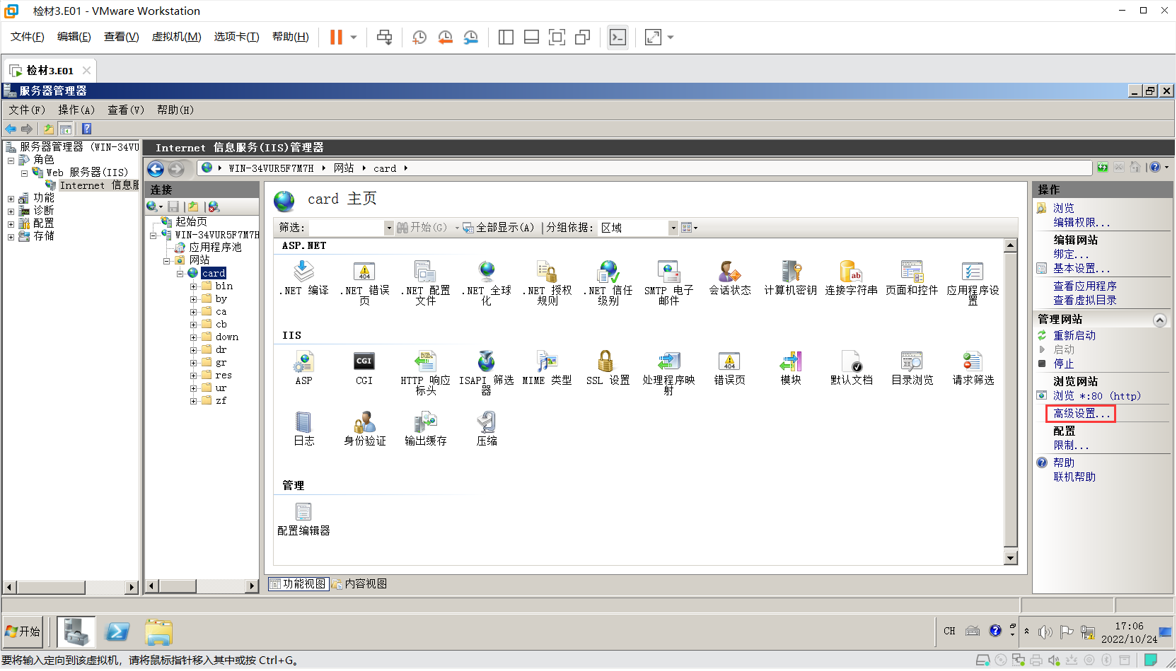 检材3.E01 - VMware Workstation
文件(F) 编辑(E) 查看(V) 虚拟机(M) 选项卡(T) 帮助(H)
检材3.E01
服务器管理器
文件(F) 操作(A) 查看(V) 帮助(H)
服务器管理器 (WIN-34VU
角色
Web 服务器(IIS)
Internet 信息服
功能
诊断
配置
存储
Internet 信息服务(IIS)管理器
WIN-34VUR5F7M7H 网站 card
连接
起始页
WIN-34VUR5F7M7H
应用程序池
网站
card
bin
by
ca
cb
down
dr
gr
res
ur
zf
card 主页
筛选: 开始(G) 全部显示(A) 分组依据: 区域
ASP.NET
.NET 编译
.NET 错误页
.NET 配置文件
.NET 全球化
.NET 授权规则
.NET 信任级别
SMTP 电子邮件
会话状态
计算机密钥
连接字符串
页面和控件
应用程序设置
IIS
ASP
CGI
CGI
HTTP 响应标头
ISAPI 筛选器
MIME 类型
SSL 设置
处理程序映射
404
错误页
模块
默认文档
目录浏览
请求筛选
日志
身份验证
输出缓存
压缩
管理
配置编辑器
功能视图 内容视图
操作
浏览
编辑权限...
编辑网站
绑定...
基本设置...
查看应用程序
查看虚拟目录
管理网站
重新启动
启动
停止
浏览网站
浏览 *:80 (http)
高级设置...
配置
限制...
帮助
联机帮助
开始
CH
17:06
2022/10/24
要将输入定向到该虚拟机，请将鼠标指针移入其中或按 Ctrl+G。